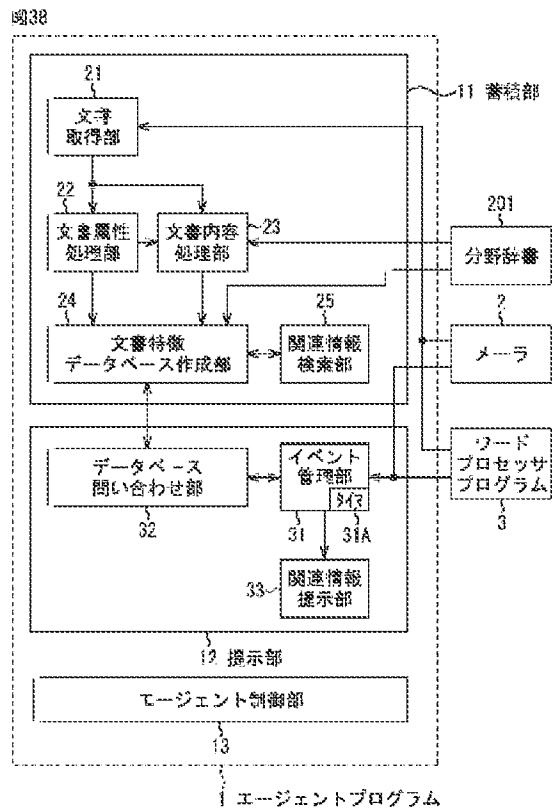 図38
21
文書
取得部
11 蓄積部
22
文書属性
処理部
文書内容
処理部
23
201
分野辞書
24
文書特徴
データベース作成部
25
関連情報
検索部
2
メーラ
データベース
問い合わせ部
32
イベント
管理部
タイマ
31
31A
ワード
プロセッサ
プログラム
3
33
関連情報
提示部
12 提示部
エージェント制御部
13
1 エージェントプログラム